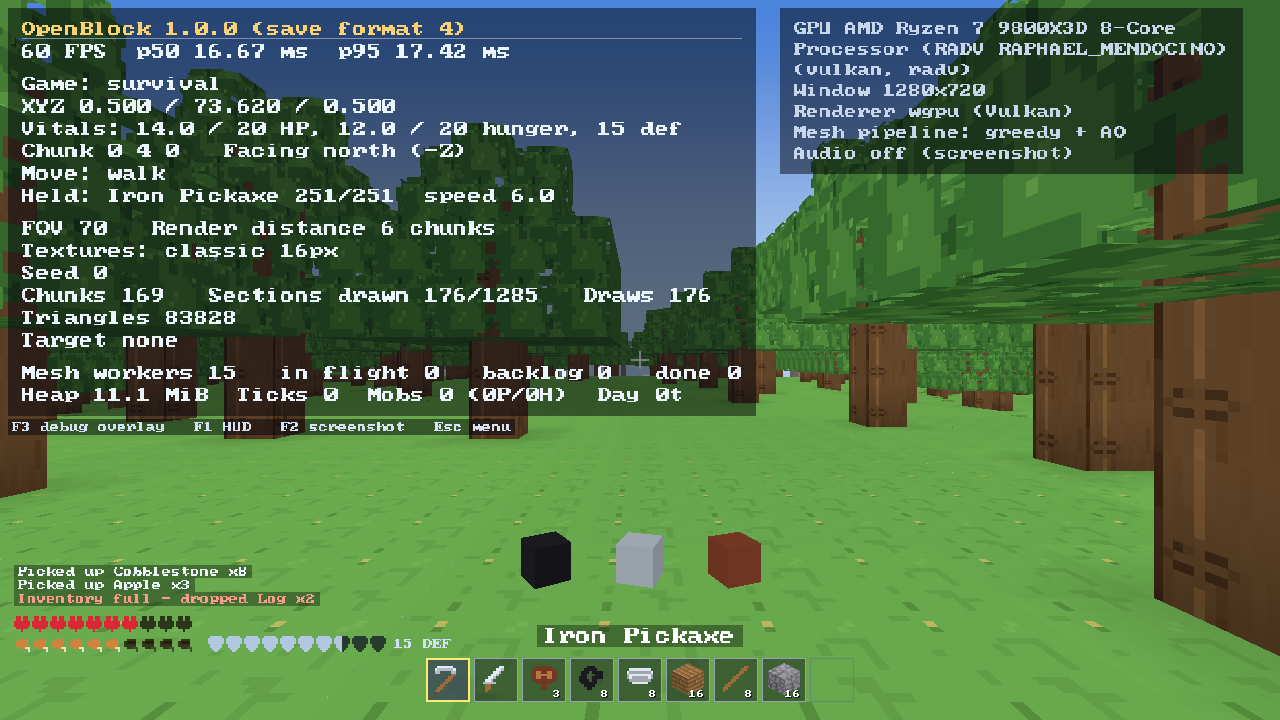 OpenBlock 1.0.0 (save format 4)
60 FPS  p50 16.67 ms  p95 17.42 ms
Game: survival
XYZ 0.500 / 73.620 / 0.500
Vitals: 14.0 / 20 HP, 12.0 / 20 hunger, 15 def
Chunk 0 4 0  Facing north (-Z)
Move: walk
Held: Iron Pickaxe 251/251  speed 6.0
FOV 70  Render distance 6 chunks
Textures: classic 16px
Seed 0
Chunks 169  Sections drawn 176/1285  Draws 176
Triangles 83828
Target none
Mesh workers 15  in flight 0  backlog 0  done 0
Heap 11.1 MiB  Ticks 0  Mobs 0 (0P/0H)  Day 0t
F3 debug overlay  F1 HUD  F2 screenshot  Esc menu
GPU AMD Ryzen 7 9800X3D 8-Core
Processor (RADV RAPHAEL_MENDOCINO)
(vulkan, radv)
Window 1280x720
Renderer wgpu (Vulkan)
Mesh pipeline: greedy + AO
Audio off (screenshot)
Picked up Cobblestone x8
Picked up Apple x3
Inventory full - dropped Log x2
15 DEF
Iron Pickaxe
3 8 8 16 8 16